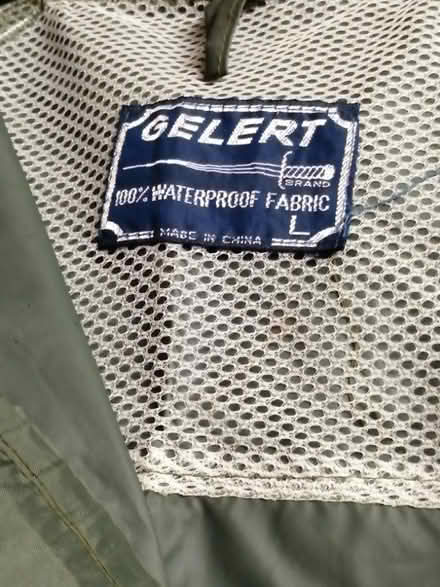 GELERT
BRAND
100% WATERPROOF FABRIC
L
MADE IN CHINA